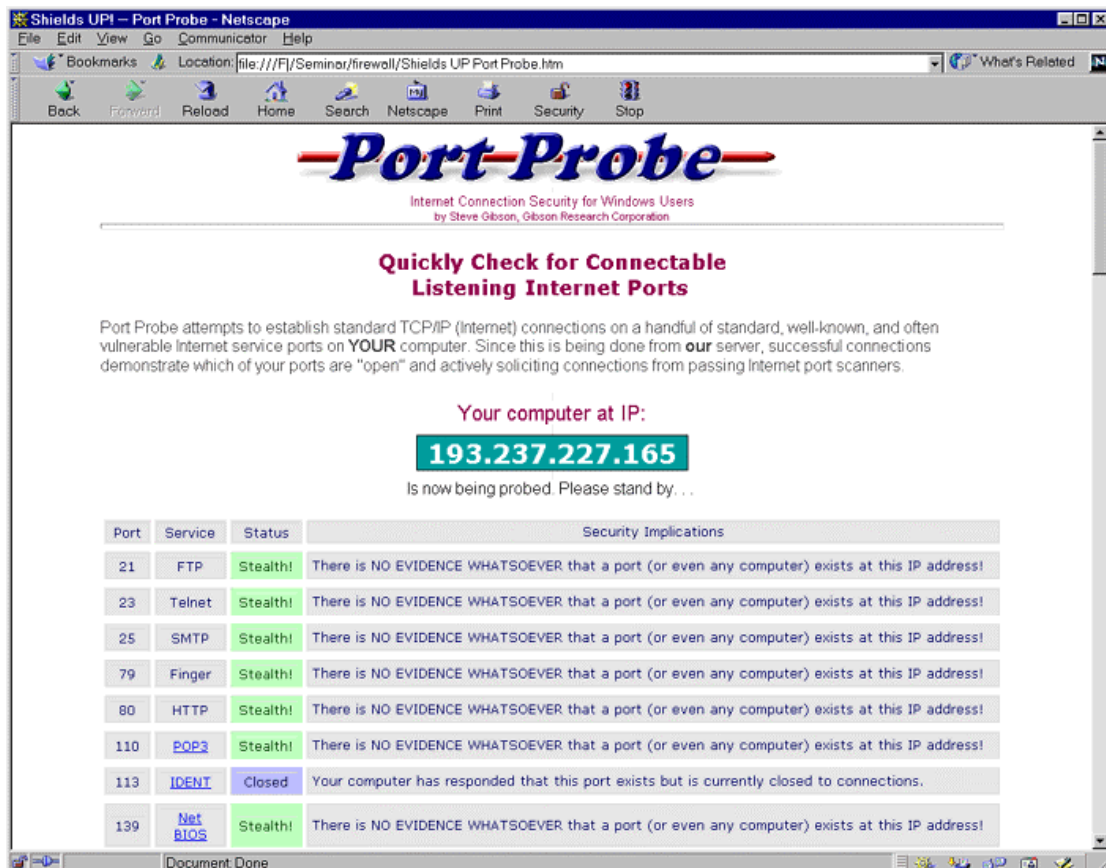 Shields UP! -- Port Probe - Netscape
File Edit View Go Communicator Help
Bookmarks Location: file:///F|/Seminar/firewall/Shields UP Port Probe.htm What's Related
Back Forward Reload Home Search Netscape Print Security Stop
Port Probe
Internet Connection Security for Windows Users
by Steve Gibson, Gibson Research Corporation
Quickly Check for Connectable
Listening Internet Ports
Port Probe attempts to establish standard TCP/IP (Internet) connections on a handful of standard, well-known, and often
vulnerable Internet service ports on YOUR computer. Since this is being done from our server, successful connections
demonstrate which of your ports are "open" and actively soliciting connections from passing Internet port scanners.
Your computer at IP:
193.237.227.165
Is now being probed. Please stand by. . .
Port Service Status Security Implications
21 FTP Stealth! There is NO EVIDENCE WHATSOEVER that a port (or even any computer) exists at this IP address!
23 Telnet Stealth! There is NO EVIDENCE WHATSOEVER that a port (or even any computer) exists at this IP address!
25 SMTP Stealth! There is NO EVIDENCE WHATSOEVER that a port (or even any computer) exists at this IP address!
79 Finger Stealth! There is NO EVIDENCE WHATSOEVER that a port (or even any computer) exists at this IP address!
80 HTTP Stealth! There is NO EVIDENCE WHATSOEVER that a port (or even any computer) exists at this IP address!
110 POP3 Stealth! There is NO EVIDENCE WHATSOEVER that a port (or even any computer) exists at this IP address!
113 IDENT Closed Your computer has responded that this port exists but is currently closed to connections.
139 Net BIOS Stealth! There is NO EVIDENCE WHATSOEVER that a port (or even any computer) exists at this IP address!
Document: Done